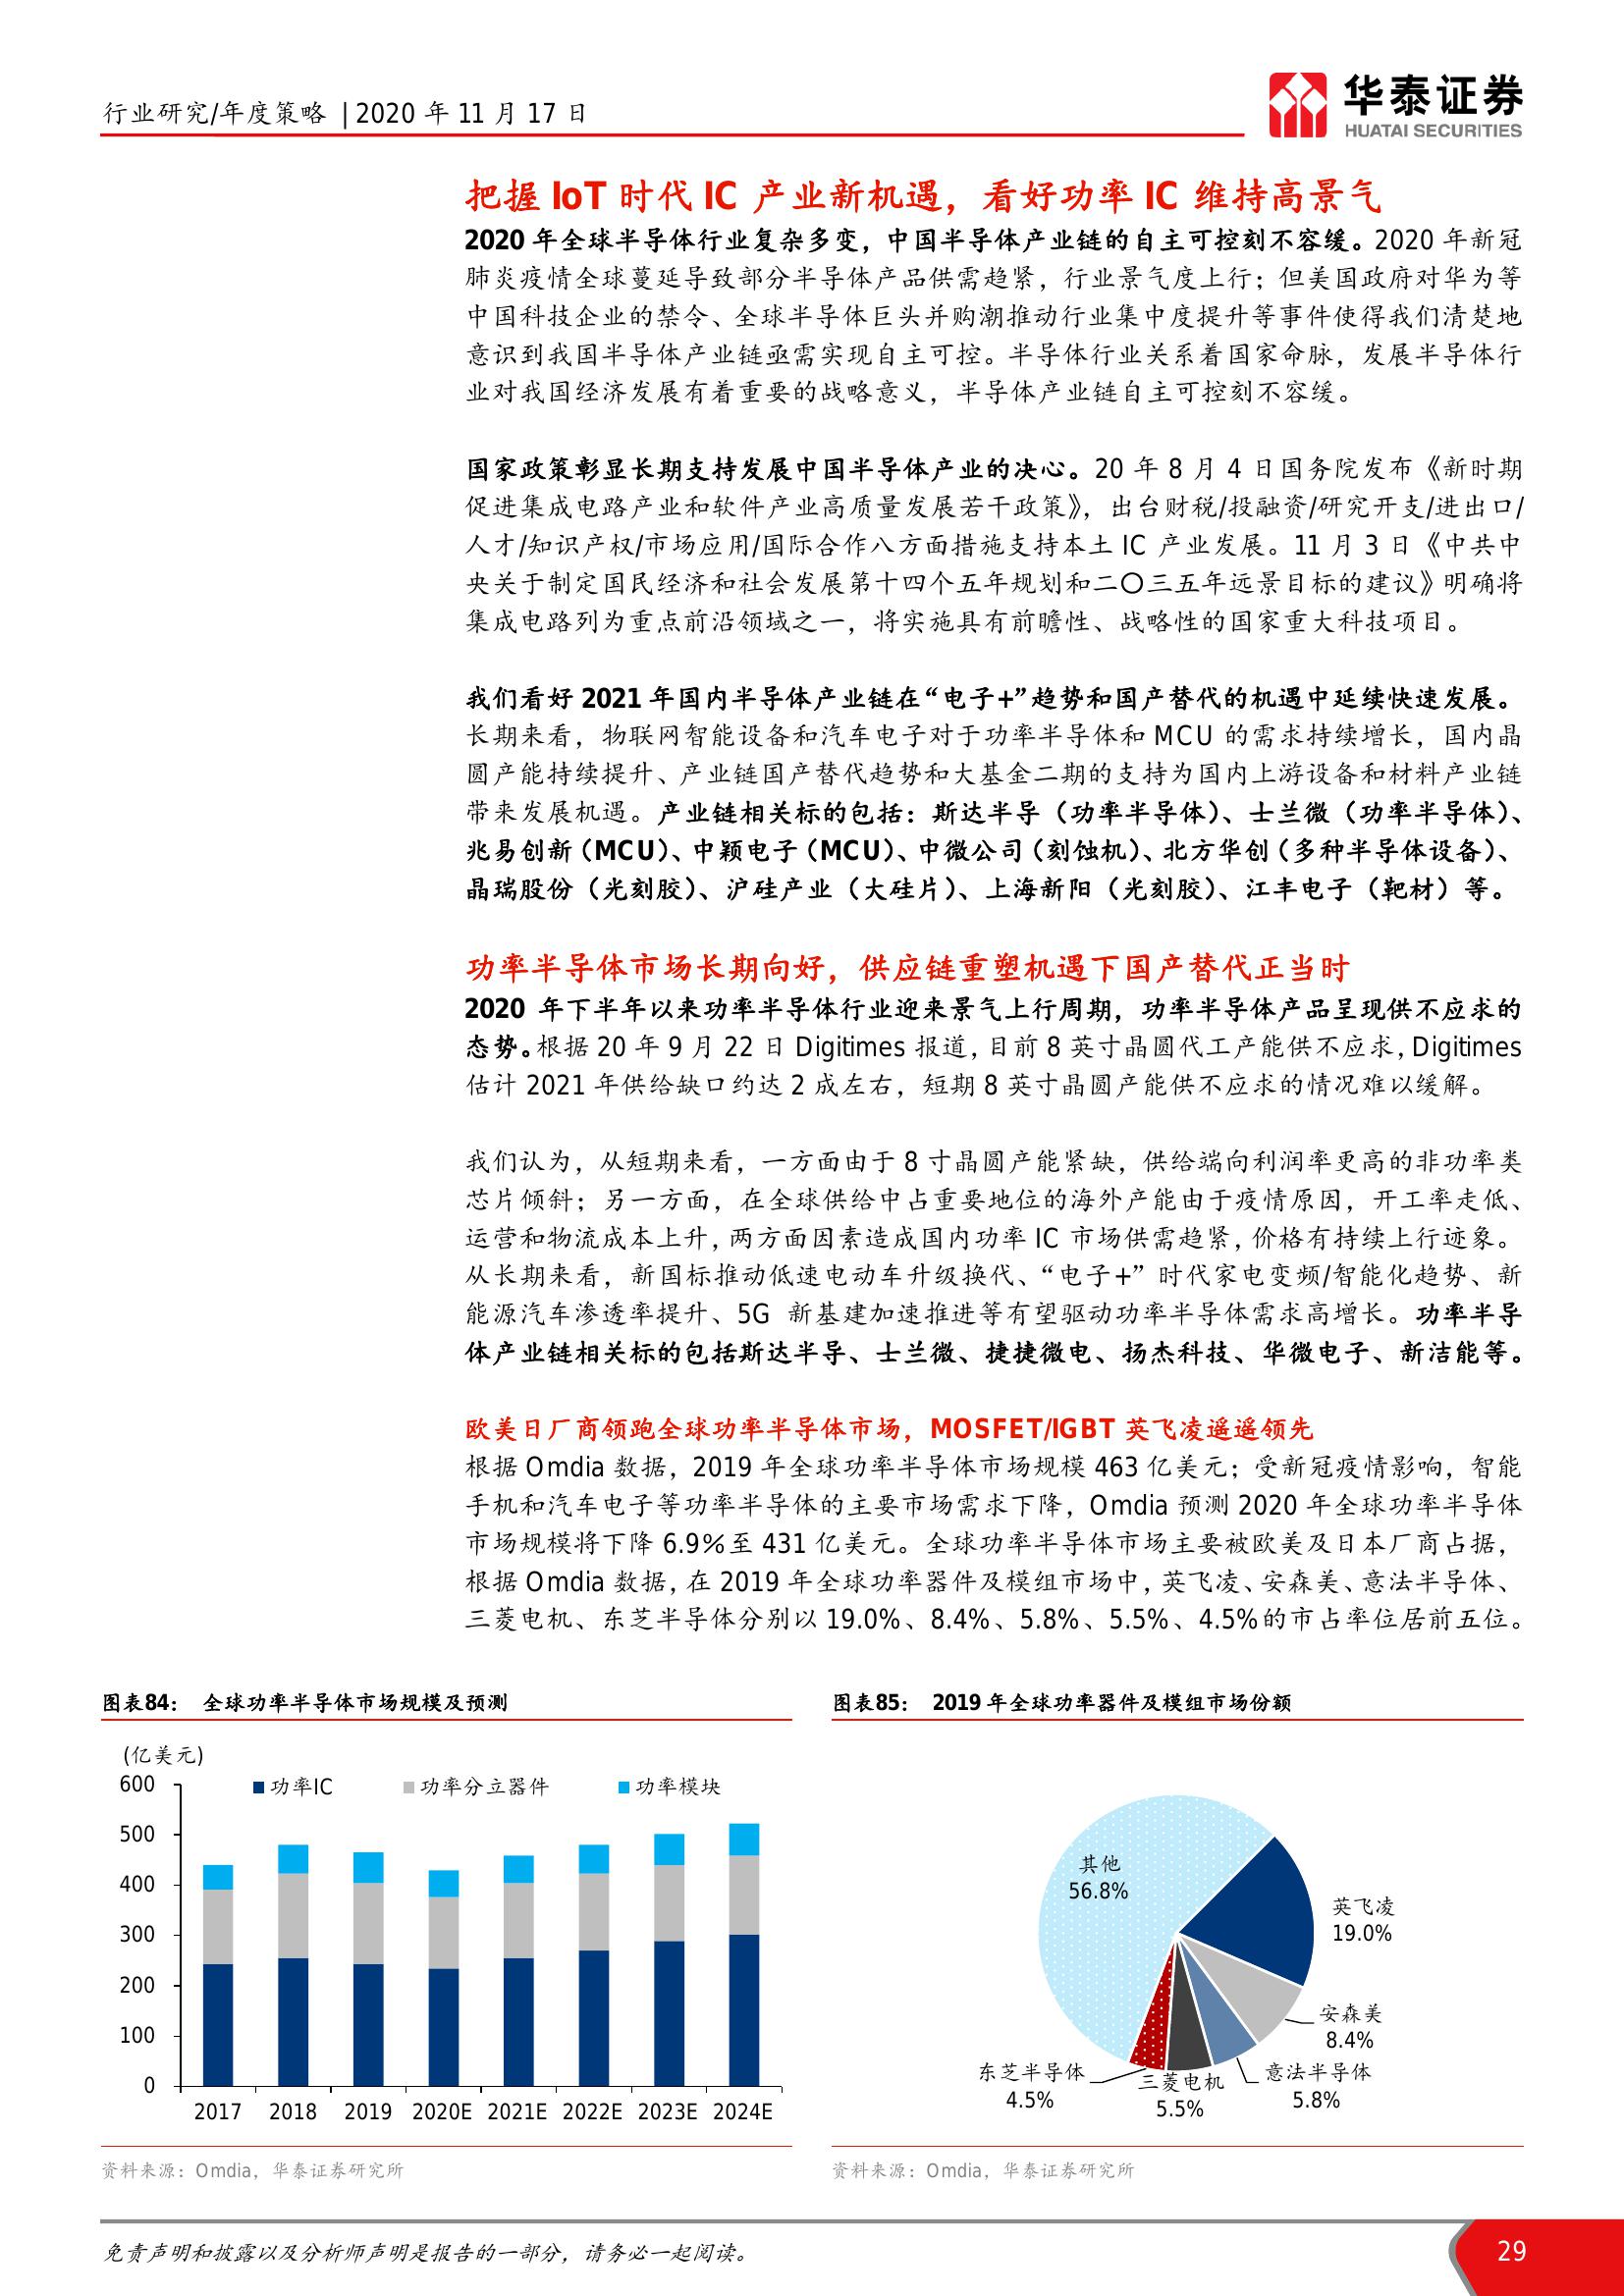 行业研究/年度策略 | 2020 年 11 月 17 日
华泰证券
HUATAI SECURITIES
把握 IoT 时代 IC 产业新机遇，看好功率 IC 维持高景气
2020 年全球半导体行业复杂多变，中国半导体产业链的自主可控刻不容缓。2020 年新冠
肺炎疫情全球蔓延导致部分半导体产品供需趋紧，行业景气度上行；但美国政府对华为等
中国科技企业的禁令、全球半导体巨头并购潮推动行业集中度提升等事件使得我们清楚地
意识到我国半导体产业链亟需实现自主可控。半导体行业关系着国家命脉，发展半导体行
业对我国经济发展有着重要的战略意义，半导体产业链自主可控刻不容缓。
国家政策彰显长期支持发展中国半导体产业的决心。20 年 8 月 4 日国务院发布《新时期
促进集成电路产业和软件产业高质量发展若干政策》，出台财税/投融资/研究开支/进出口/
人才/知识产权/市场应用/国际合作八方面措施支持本土 IC 产业发展。11 月 3 日《中共中
央关于制定国民经济和社会发展第十四个五年规划和二〇三五年远景目标的建议》明确将
集成电路列为重点前沿领域之一，将实施具有前瞻性、战略性的国家重大科技项目。
我们看好 2021 年国内半导体产业链在“电子+”趋势和国产替代的机遇中延续快速发展。
长期来看，物联网智能设备和汽车电子对于功率半导体和 MCU 的需求持续增长，国内晶
圆产能持续提升、产业链国产替代趋势和大基金二期的支持为国内上游设备和材料产业链
带来发展机遇。产业链相关标的包括：斯达半导（功率半导体）、士兰微（功率半导体）、
兆易创新（MCU）、中颖电子（MCU）、中微公司（刻蚀机）、北方华创（多种半导体设备）、
晶瑞股份（光刻胶）、沪硅产业（大硅片）、上海新阳（光刻胶）、江丰电子（靶材）等。
功率半导体市场长期向好，供应链重塑机遇下国产替代正当时
2020 年下半年以来功率半导体行业迎来景气上行周期，功率半导体产品呈现供不应求的
态势。根据 20 年 9 月 22 日 Digitimes 报道，目前 8 英寸晶圆代工产能供不应求，Digitimes
估计 2021 年供给缺口约达 2 成左右，短期 8 英寸晶圆产能供不应求的情况难以缓解。
我们认为，从短期来看，一方面由于 8 寸晶圆产能紧缺，供给端向利润率更高的非功率类
芯片倾斜；另一方面，在全球供给中占重要地位的海外产能由于疫情原因，开工率走低、
运营和物流成本上升，两方面因素造成国内功率 IC 市场供需趋紧，价格有持续上行迹象。
从长期来看，新国标推动低速电动车升级换代、“电子+”时代家电变频/智能化趋势、新
能源汽车渗透率提升、5G 新基建加速推进等有望驱动功率半导体需求高增长。功率半导
体产业链相关标的包括斯达半导、士兰微、捷捷微电、扬杰科技、华微电子、新洁能等。
欧美日厂商领跑全球功率半导体市场，MOSFET/IGBT 英飞凌遥遥领先
根据 Omdia 数据，2019 年全球功率半导体市场规模 463 亿美元；受新冠疫情影响，智能
手机和汽车电子等功率半导体的主要市场需求下降，Omdia 预测 2020 年全球功率半导体
市场规模将下降 6.9%至 431 亿美元。全球功率半导体市场主要被欧美及日本厂商占据，
根据 Omdia 数据，在 2019 年全球功率器件及模组市场中，英飞凌、安森美、意法半导体、
三菱电机、东芝半导体分别以 19.0%、8.4%、5.8%、5.5%、4.5%的市占率位居前五位。
图表84： 全球功率半导体市场规模及预测
(亿美元)
功率IC 功率分立器件 功率模块
600
500
400
300
200
100
0
2017 2018 2019 2020E 2021E 2022E 2023E 2024E
资料来源：Omdia，华泰证券研究所
图表85： 2019 年全球功率器件及模组市场份额
其他
56.8%
英飞凌
19.0%
安森美
8.4%
意法半导体
5.8%
三菱电机
5.5%
东芝半导体
4.5%
资料来源：Omdia，华泰证券研究所
免责声明和披露以及分析师声明是报告的一部分，请务必一起阅读。
29